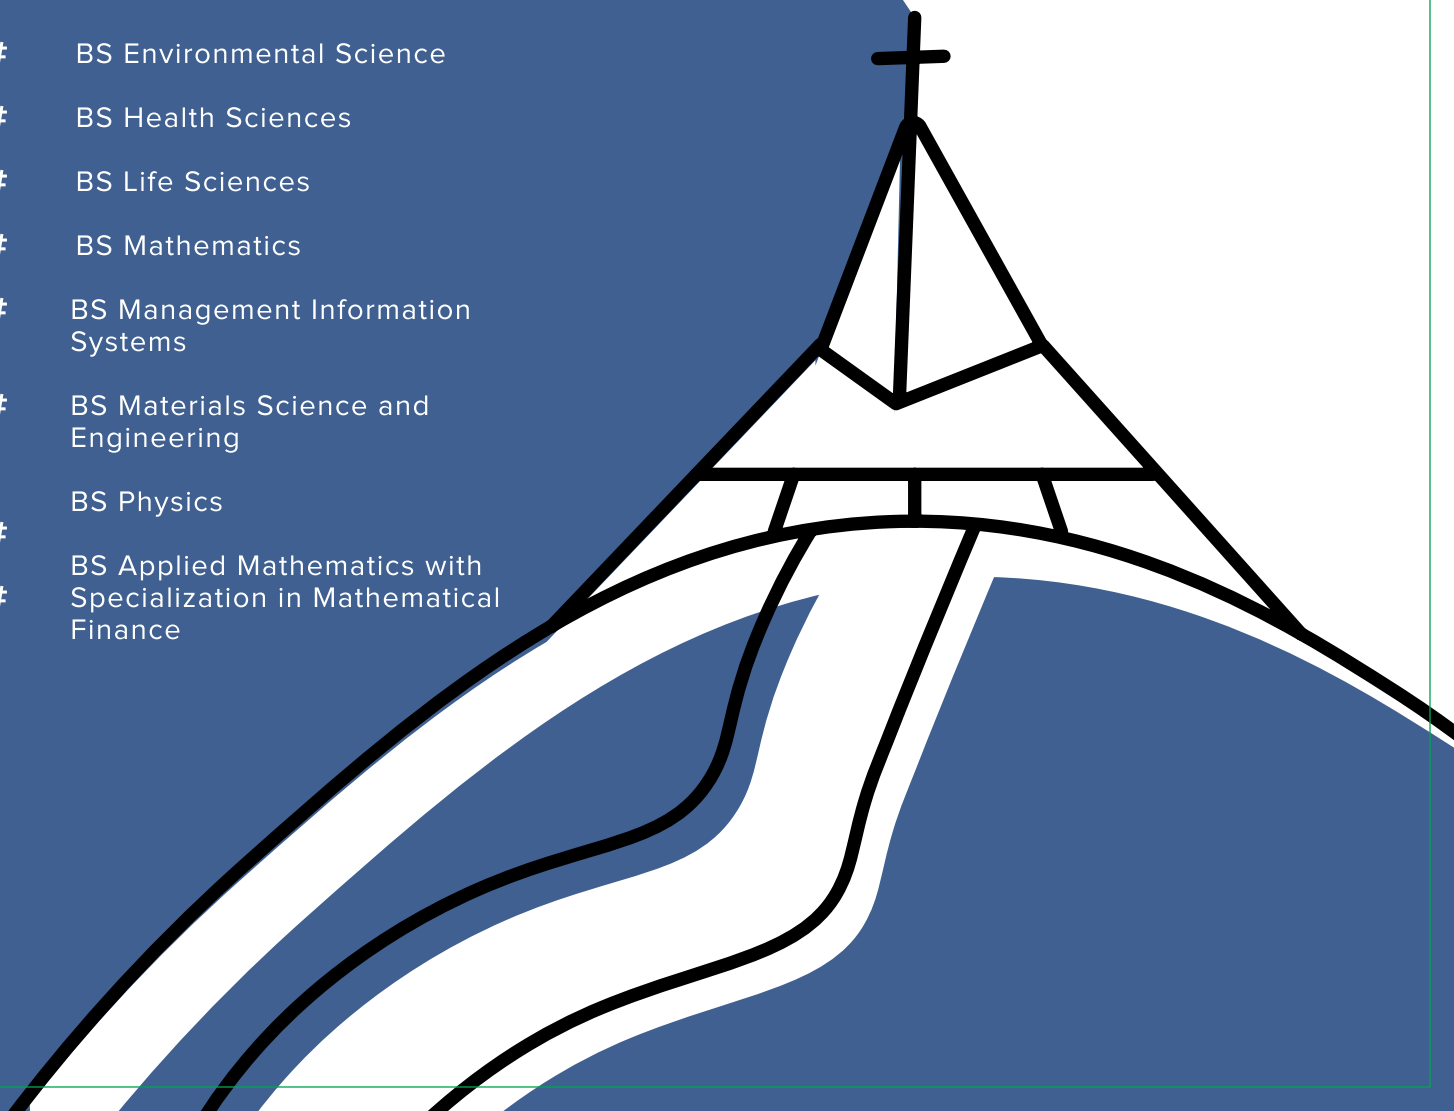 # BS Environmental Science
# BS Health Sciences
# BS Life Sciences
# BS Mathematics
# BS Management Information
Systems
# BS Materials Science and
Engineering
BS Physics
#
BS Applied Mathematics with
# Specialization in Mathematical
Finance